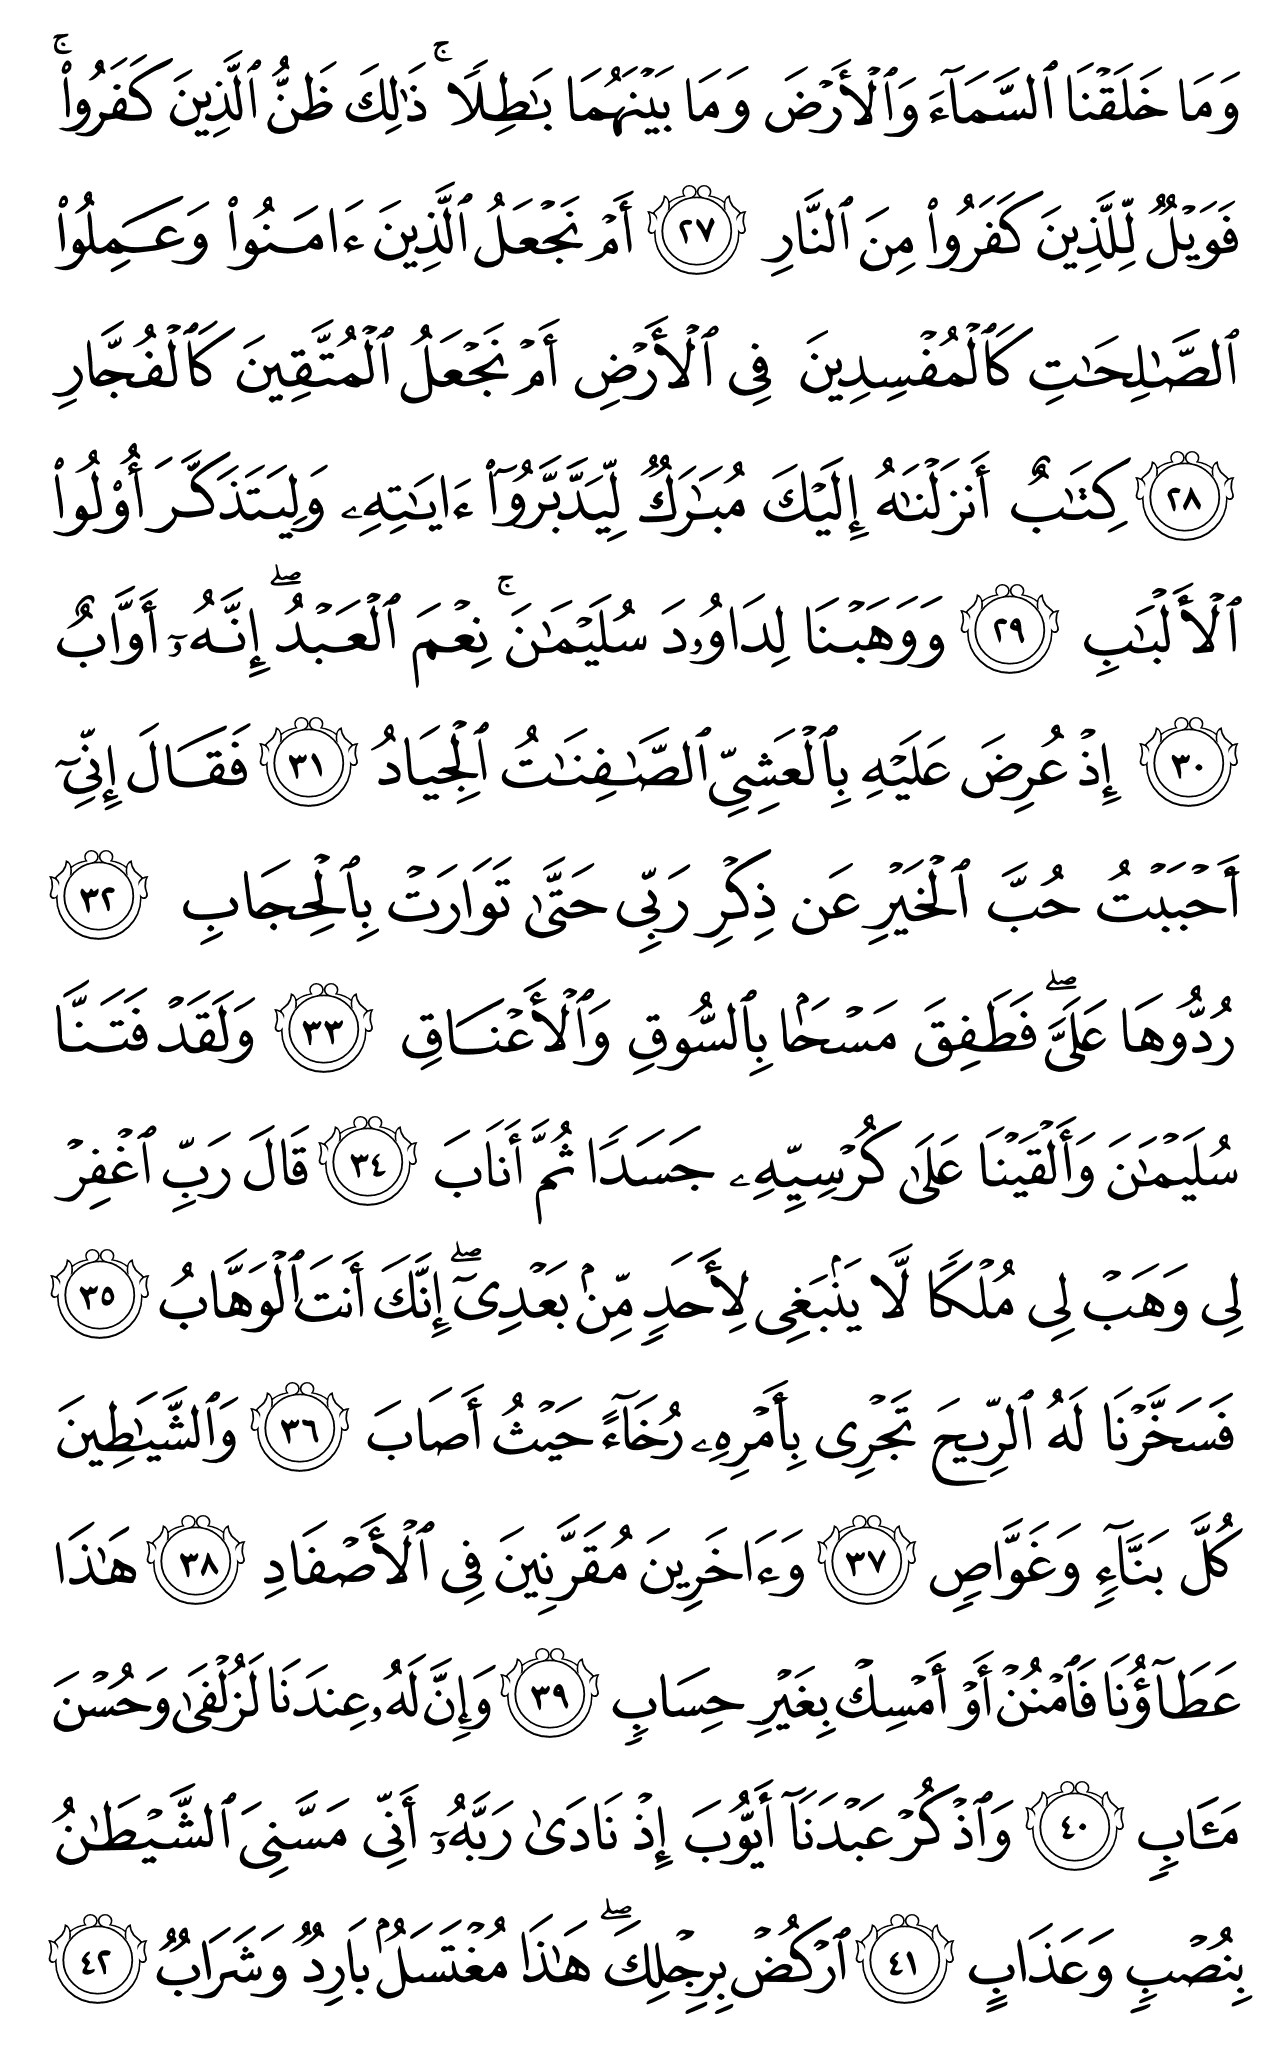 وَمَا خَلَقْنَا ٱلسَّمَآءَ وَٱلْأَرْضَ وَمَا بَيْنَهُمَا بَٰطِلًا ۚ ذَٰلِكَ ظَنُّ ٱلَّذِينَ كَفَرُوا۟ ۚ
فَوَيْلٌ لِّلَّذِينَ كَفَرُوا۟ مِنَ ٱلنَّارِ ٢٧ أَمْ نَجْعَلُ ٱلَّذِينَ ءَامَنُوا۟ وَعَمِلُوا۟
ٱلصَّٰلِحَٰتِ كَٱلْمُفْسِدِينَ فِى ٱلْأَرْضِ أَمْ نَجْعَلُ ٱلْمُتَّقِينَ كَٱلْفُجَّارِ
٢٨ كِتَٰبٌ أَنزَلْنَٰهُ إِلَيْكَ مُبَٰرَكٌ لِّيَدَّبَّرُوٓا۟ ءَايَٰتِهِۦ وَلِيَتَذَكَّرَ أُو۟لُوا۟
ٱلْأَلْبَٰبِ ٢٩ وَوَهَبْنَا لِدَاوُۥدَ سُلَيْمَٰنَ ۚ نِعْمَ ٱلْعَبْدُ ۖ إِنَّهُۥٓ أَوَّابٌ
٣٠ إِذْ عُرِضَ عَلَيْهِ بِٱلْعَشِىِّ ٱلصَّٰفِنَٰتُ ٱلْجِيَادُ ٣١ فَقَالَ إِنِّىٓ
أَحْبَبْتُ حُبَّ ٱلْخَيْرِ عَن ذِكْرِ رَبِّى حَتَّىٰ تَوَارَتْ بِٱلْحِجَابِ ٣٢
رُدُّوهَا عَلَىَّ ۖ فَطَفِقَ مَسْحًۢا بِٱلسُّوقِ وَٱلْأَعْنَاقِ ٣٣ وَلَقَدْ فَتَنَّا
سُلَيْمَٰنَ وَأَلْقَيْنَا عَلَىٰ كُرْسِيِّهِۦ جَسَدًا ثُمَّ أَنَابَ ٣٤ قَالَ رَبِّ ٱغْفِرْ
لِى وَهَبْ لِى مُلْكًا لَّا يَنۢبَغِى لِأَحَدٍ مِّنۢ بَعْدِىٓ ۖ إِنَّكَ أَنتَ ٱلْوَهَّابُ ٣٥
فَسَخَّرْنَا لَهُ ٱلرِّيحَ تَجْرِى بِأَمْرِهِۦ رُخَآءً حَيْثُ أَصَابَ ٣٦ وَٱلشَّيَٰطِينَ
كُلَّ بَنَّآءٍ وَغَوَّاصٍ ٣٧ وَءَاخَرِينَ مُقَرَّنِينَ فِى ٱلْأَصْفَادِ ٣٨ هَٰذَا
عَطَآؤُنَا فَٱمْنُنْ أَوْ أَمْسِكْ بِغَيْرِ حِسَابٍ ٣٩ وَإِنَّ لَهُۥ عِندَنَا لَزُلْفَىٰ وَحُسْنَ
مَـَٔابٍ ٤٠ وَٱذْكُرْ عَبْدَنَآ أَيُّوبَ إِذْ نَادَىٰ رَبَّهُۥٓ أَنِّى مَسَّنِىَ ٱلشَّيْطَٰنُ
بِنُصْبٍ وَعَذَابٍ ٤١ ٱرْكُضْ بِرِجْلِكَ ۖ هَٰذَا مُغْتَسَلٌۢ بَارِدٌ وَشَرَابٌ ٤٢